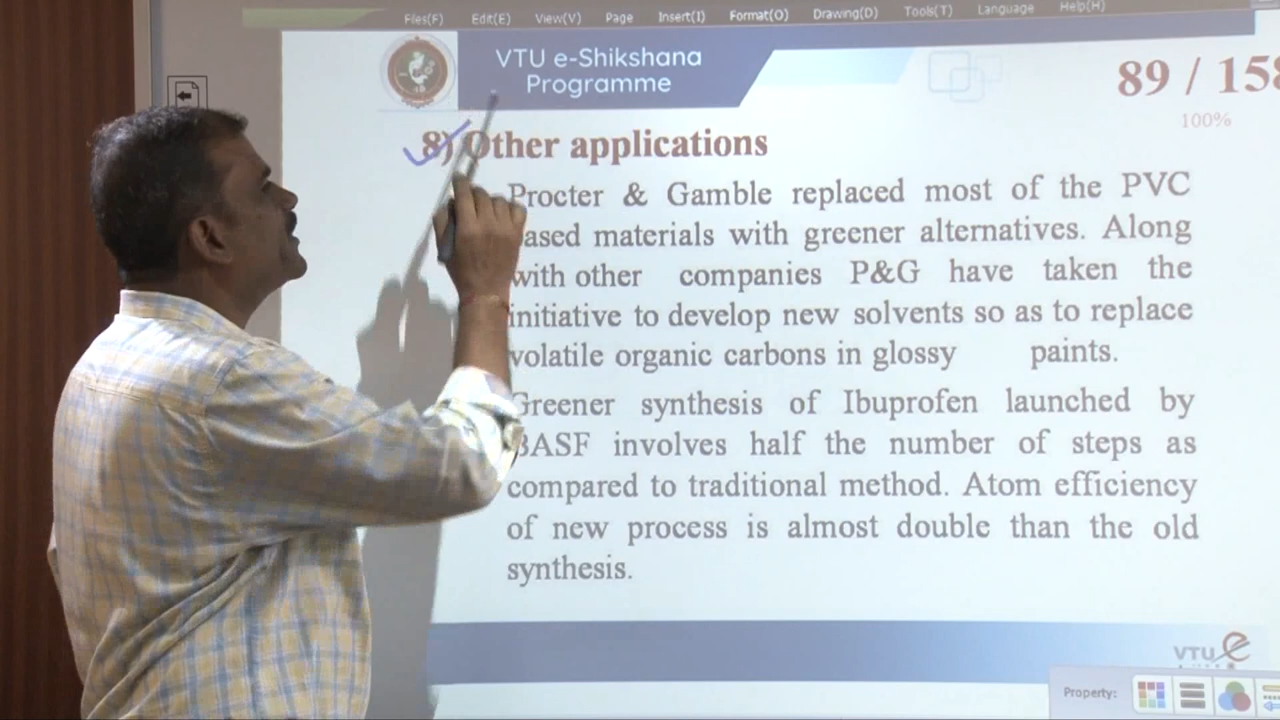 Files(F) Edit(E) View(V) Page Insert(I) Format(O) Drawing(D) Tools(T) Language Help(H)
VTU e-Shikshana
Programme
89 / 158
100%
8) Other applications
Procter & Gamble replaced most of the PVC
based materials with greener alternatives. Along
with other companies P&G have taken the
initiative to develop new solvents so as to replace
volatile organic carbons in glossy paints.
Greener synthesis of Ibuprofen launched by
BASF involves half the number of steps as
compared to traditional method. Atom efficiency
of new process is almost double than the old
synthesis.
VTU e
Property: